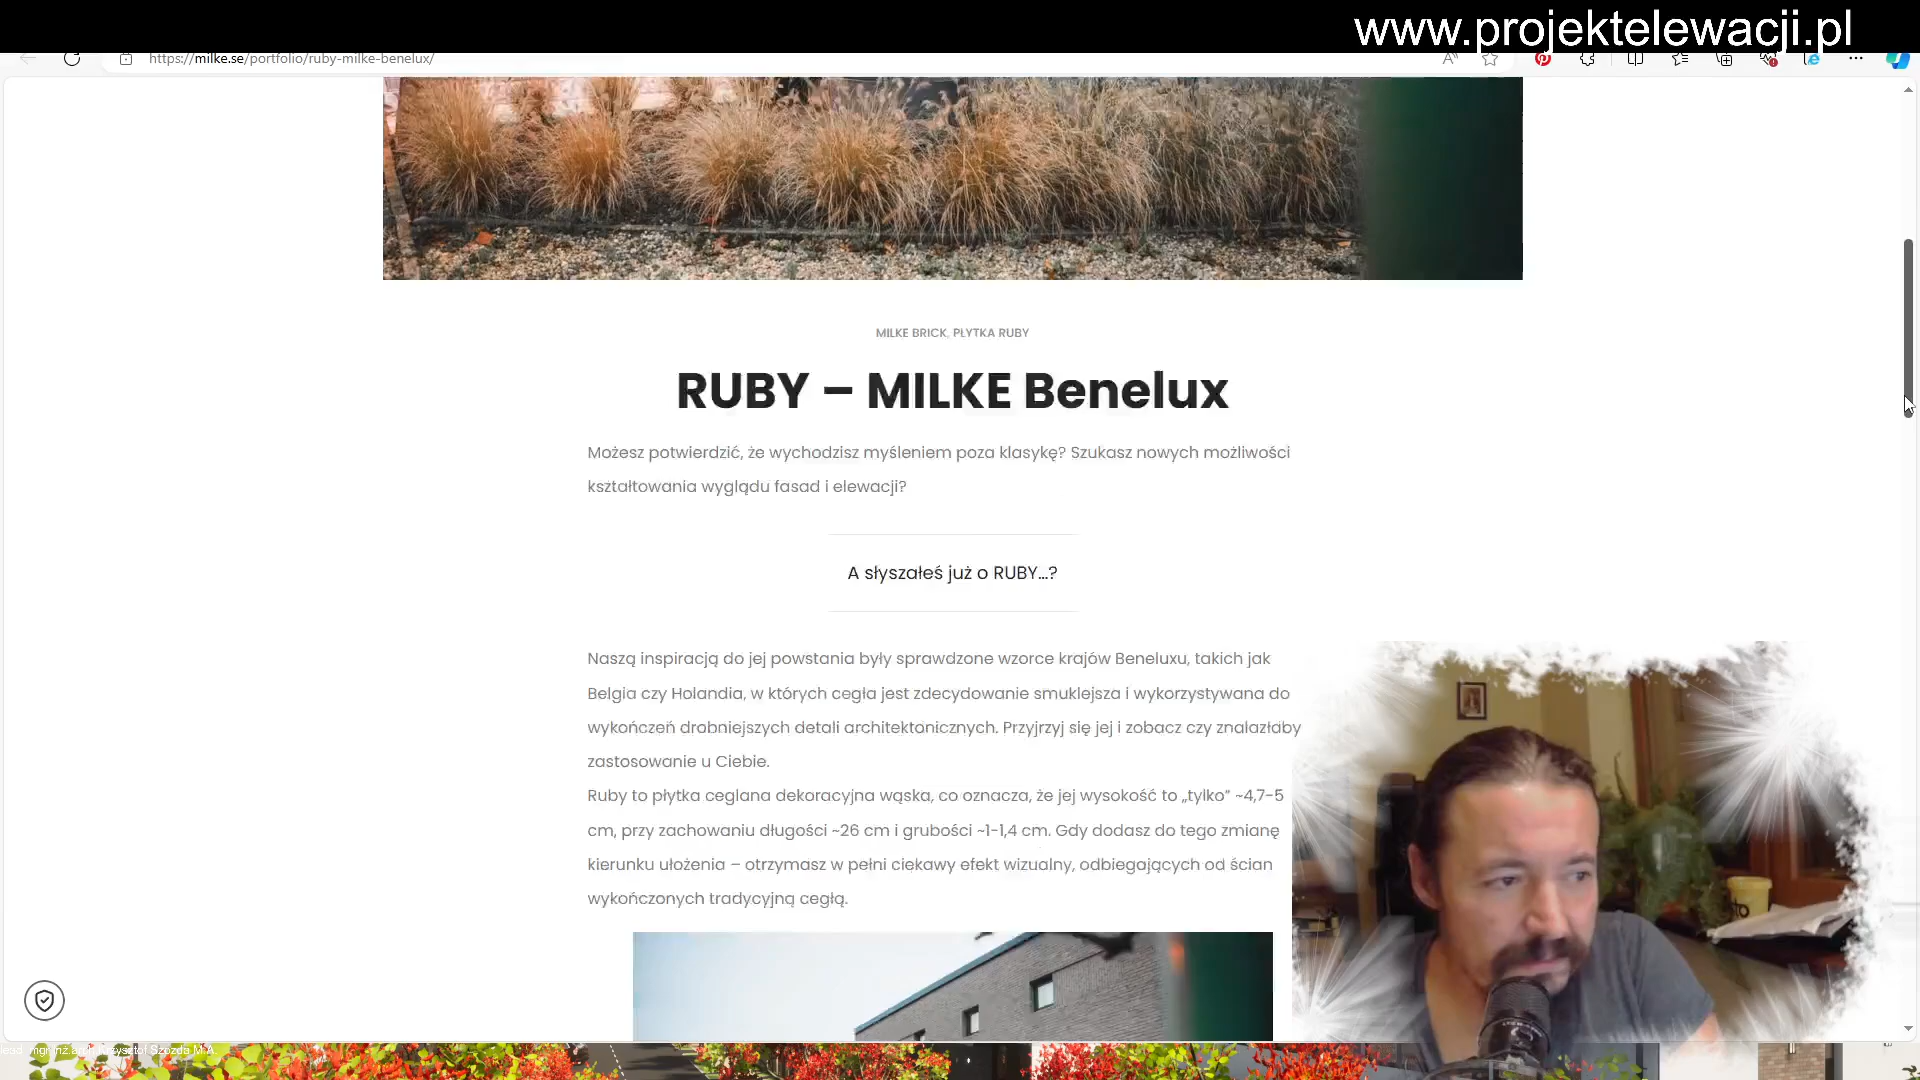 www.projektelewacji.pl
https://milke.se/portfolio/ruby-milke-benelux/
MILKE BRICK, PŁYTKA RUBY
RUBY – MILKE Benelux
Możesz potwierdzić, że wychodzisz myśleniem poza klasykę? Szukasz nowych możliwości
kształtowania wyglądu fasad i elewacji?
A słyszałeś już o RUBY...?
Naszą inspiracją do jej powstania były sprawdzone wzorce krajów Beneluxu, takich jak
Belgia czy Holandia, w których cegła jest zdecydowanie smuklejsza i wykorzystywana do
wykończeń drobniejszych detali architektonicznych. Przyjrzyj się jej i zobacz czy znalazłaby
zastosowanie u Ciebie.
Ruby to płytka ceglana dekoracyjna wąska, co oznacza, że jej wysokość to „tylko” ~4,7-5
cm, przy zachowaniu długości ~26 cm i grubości ~1-1,4 cm. Gdy dodasz do tego zmianę
kierunku ułożenia – otrzymasz w pełni ciekawy efekt wizualny, odbiegających od ścian
wykończonych tradycyjną cegłą.
Szozda M.A.